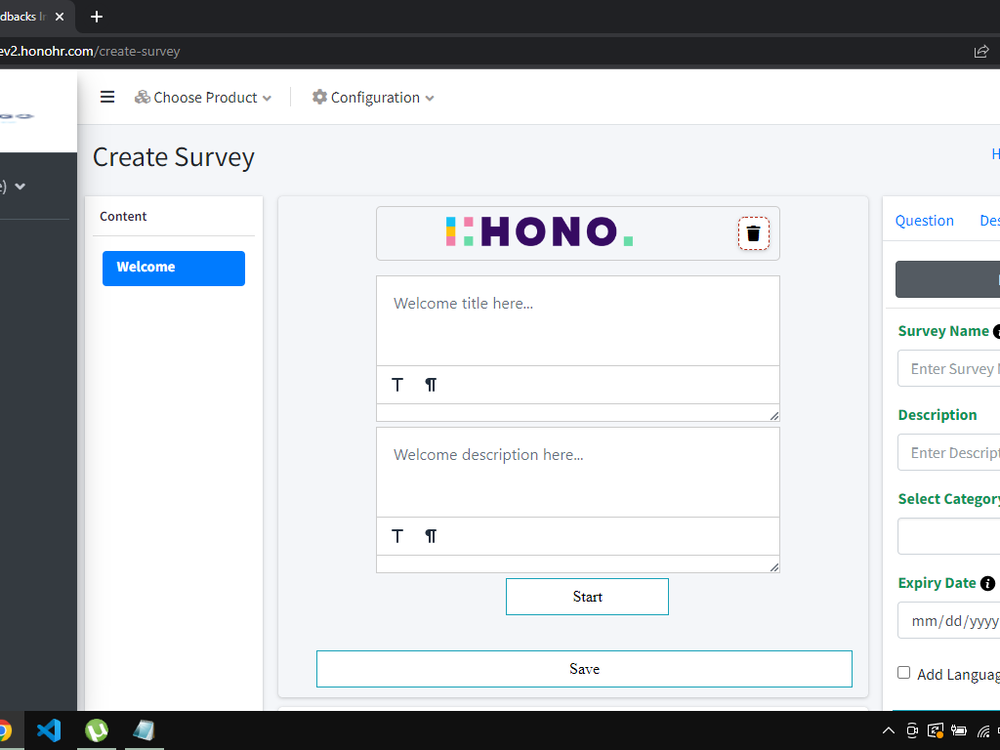 dbacks Ir
ev2.honohr.com/create-survey
Choose Product
Configuration
Create Survey
H
e)
Content
Welcome
HONO.
Welcome title here...
T ¶
Welcome description here...
T ¶
Start
Save
Question
Des
Survey Name
Enter Survey N
Description
Enter Descript
Select Category
Expiry Date
mm/dd/yyyy
Add Languag